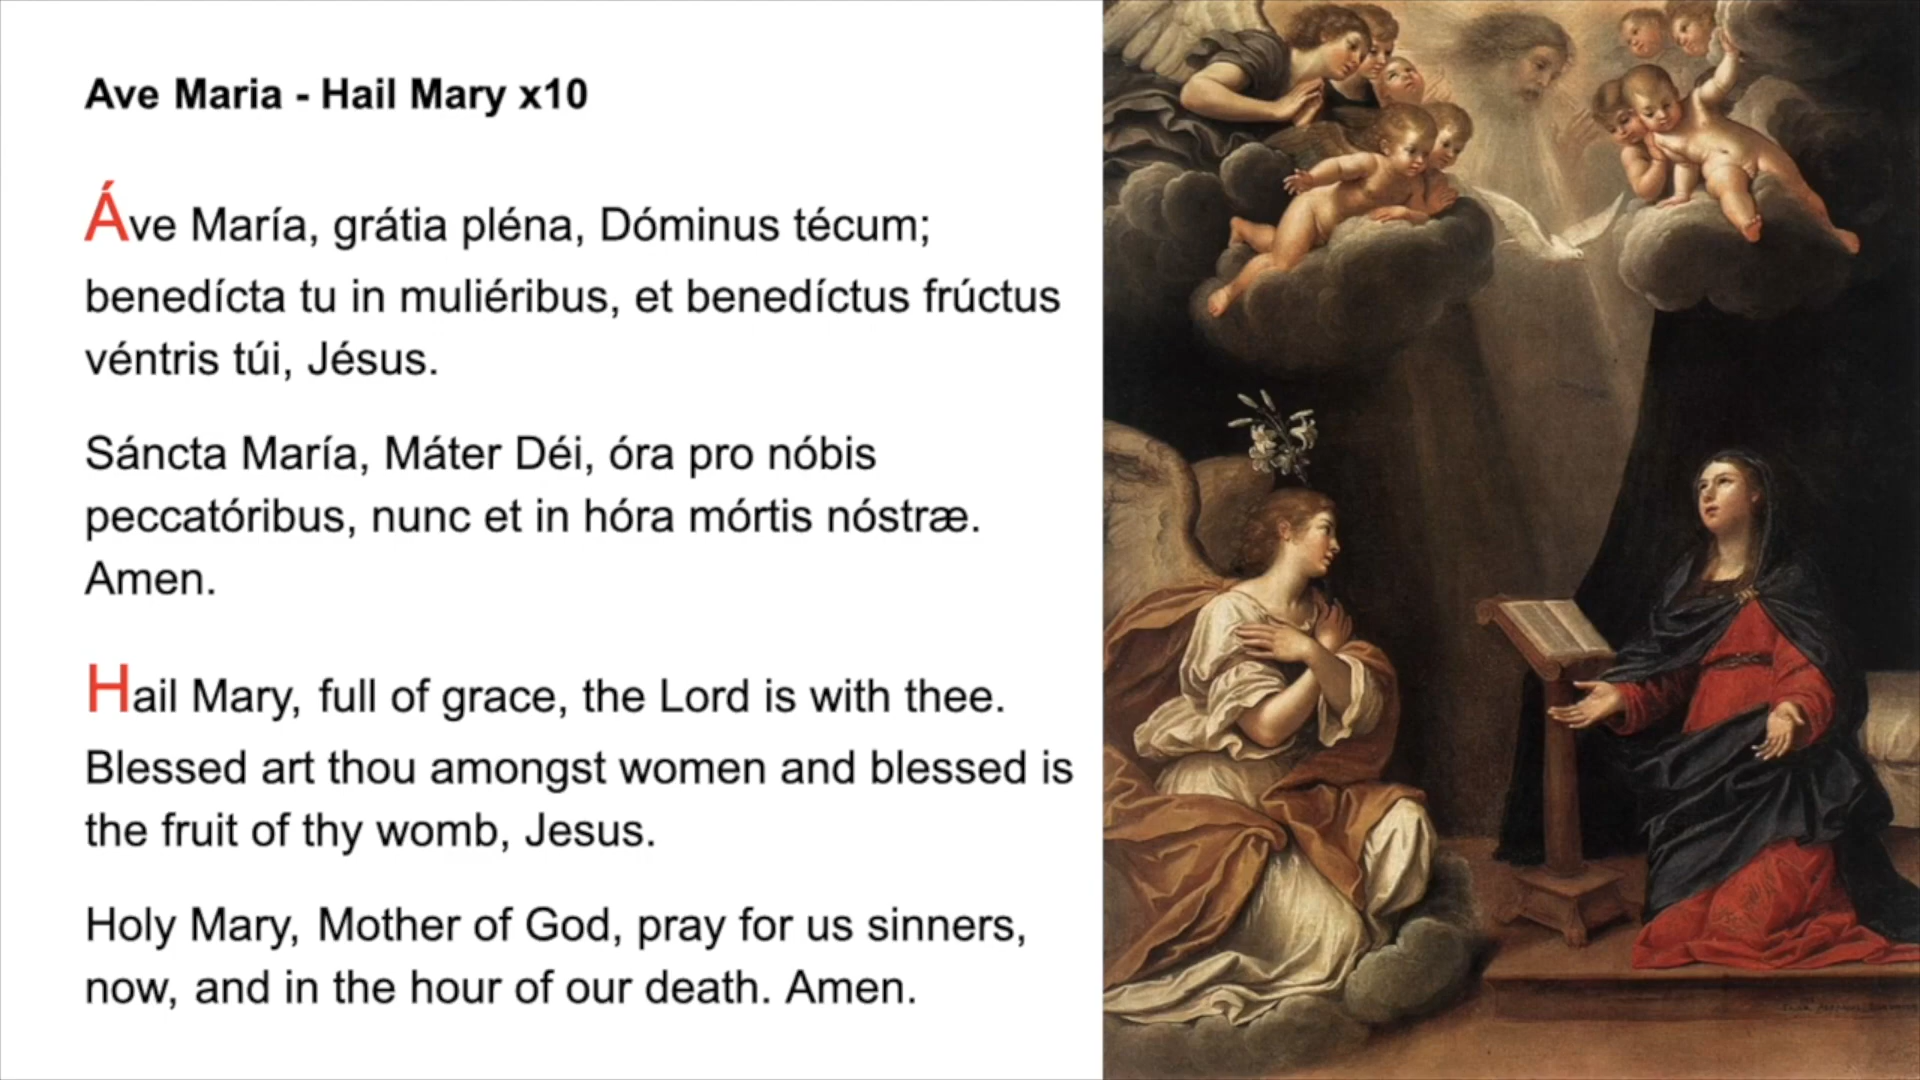 Ave Maria - Hail Mary x10
Áve María, grátia pléna, Dóminus técum;
benedícta tu in muliéribus, et benedíctus frúctus
véntris túi, Jésus.
Sáncta María, Máter Déi, óra pro nóbis
peccatóribus, nunc et in hóra mórtis nóstræ.
Amen.
Hail Mary, full of grace, the Lord is with thee.
Blessed art thou amongst women and blessed is
the fruit of thy womb, Jesus.
Holy Mary, Mother of God, pray for us sinners,
now, and in the hour of our death. Amen.